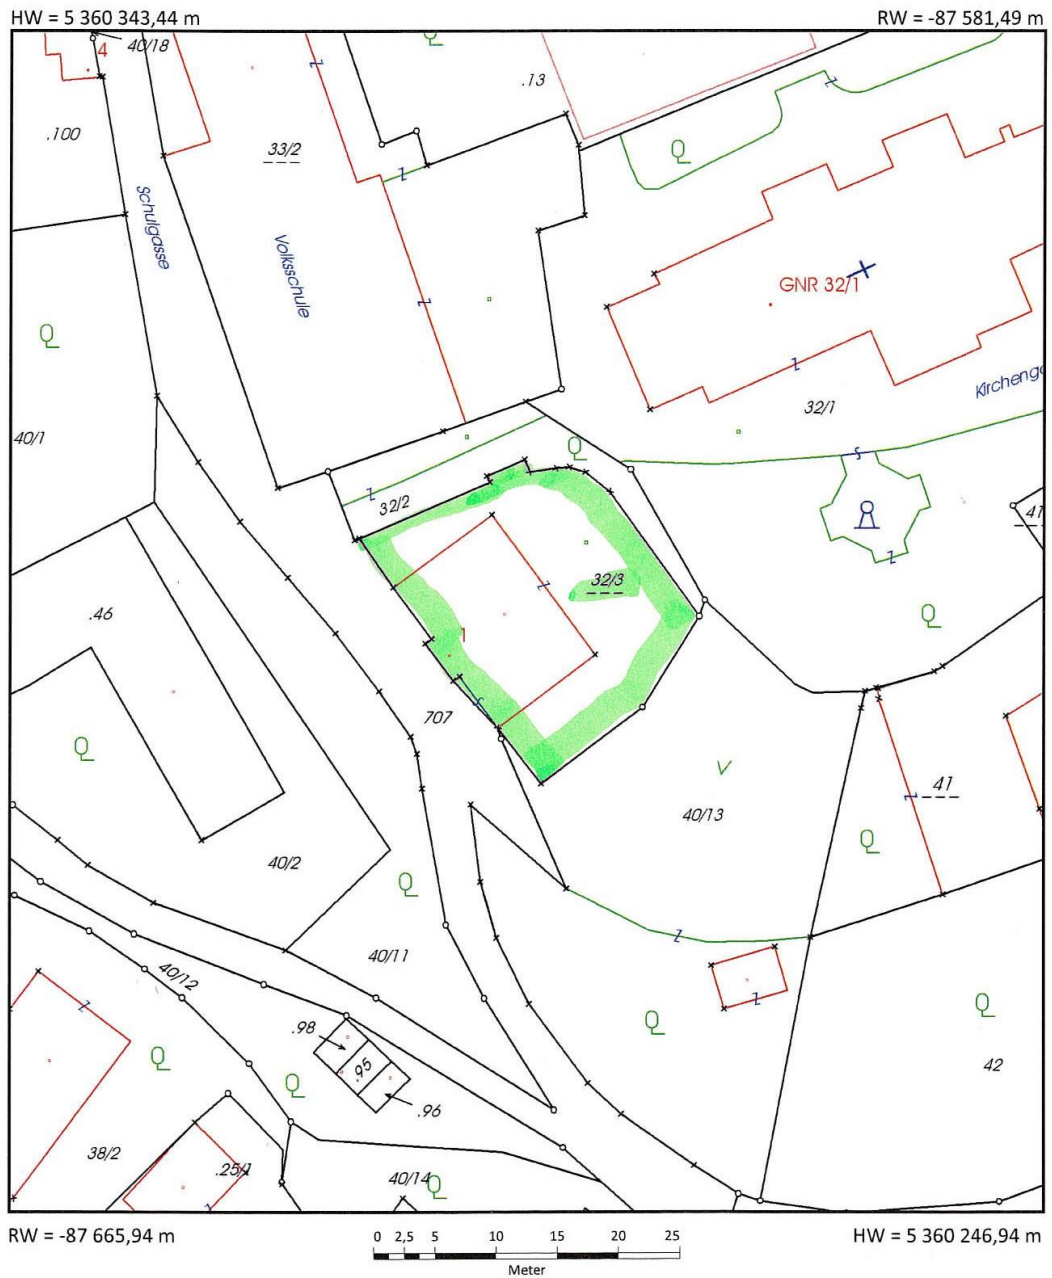 HW = 5 360 343,44 m
RW = -87 581,49 m
4
40/18
.13
.100
33/2
Schulgasse
Volksschule
GNR 32/1
40/1
32/1
32/2
41
32/3
.46
1
707
41
40/13
40/2
40/11
40/12
.98
.95
.96
42
38/2
.25/1
40/14
RW = -87 665,94 m
HW = 5 360 246,94 m
0 2,5 5 10 15 20 25
Meter